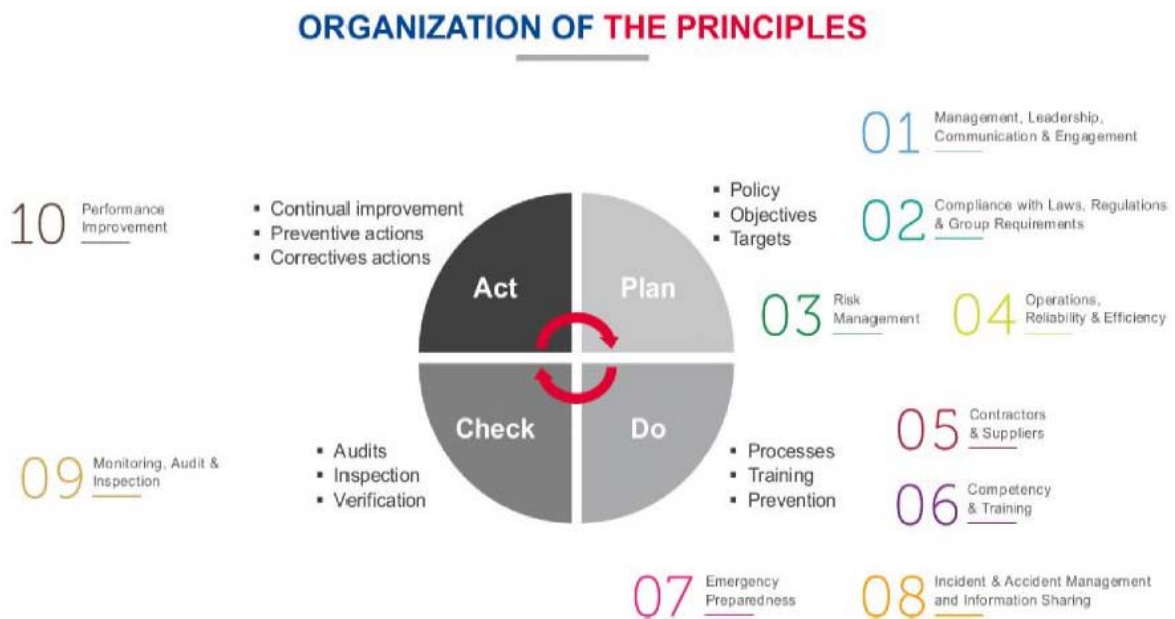 ORGANIZATION OF THE PRINCIPLES
01
Management, Leadership,
Communication & Engagement
02
Compliance with Laws, Regulations
& Group Requirements
03
Risk
Management
04
Operations,
Reliability & Efficiency
▪ Policy
▪ Objectives
▪ Targets
Plan
Act
▪ Continual improvement
▪ Preventive actions
▪ Correctives actions
10
Performance
Improvement
Check
Do
▪ Audits
▪ Inspection
▪ Verification
09
Monitoring, Audit &
Inspection
▪ Processes
▪ Training
▪ Prevention
05
Contractors
& Suppliers
06
Competency
& Training
07
Emergency
Preparedness
08
Incident & Accident Management
and Information Sharing